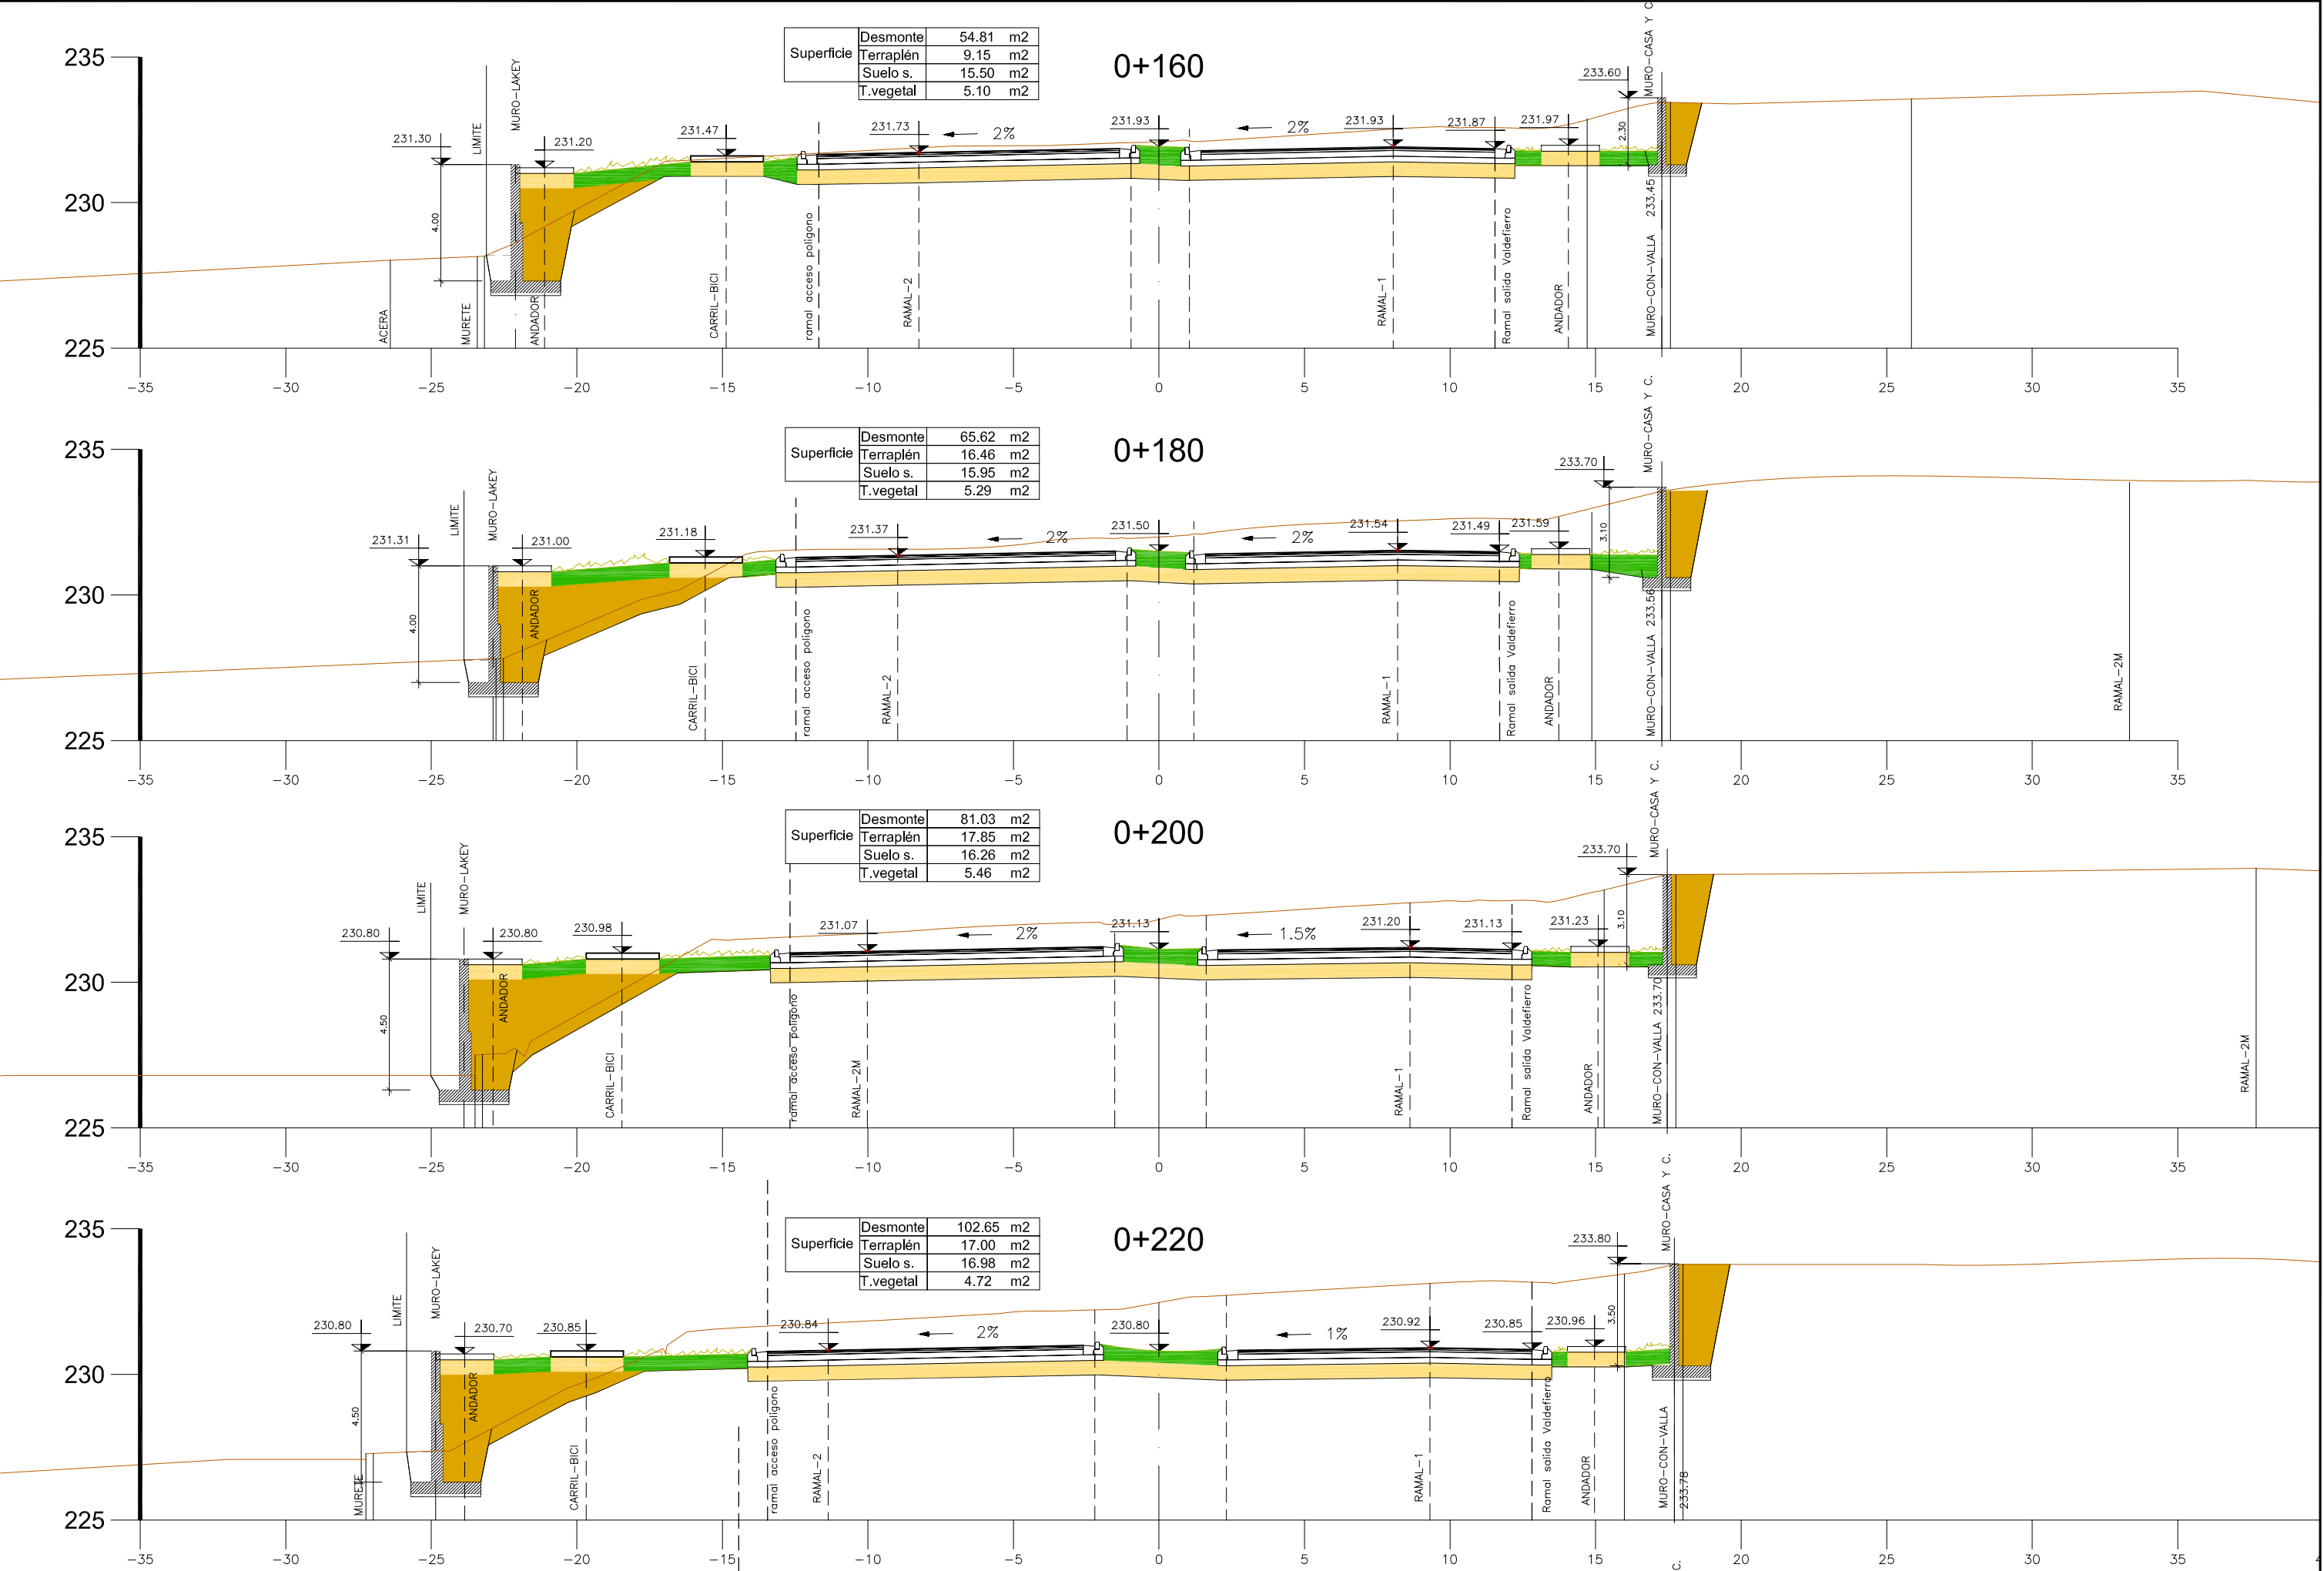 0+160
Superficie
Desmonte 54.81 m2
Terraplén 9.15 m2
Suelo s. 15.50 m2
T.vegetal 5.10 m2
235
230
225
231.30
231.20
231.47
231.73
2%
231.93
2%
231.93
231.87
231.97
233.60
4.00
2.30
LIMITE
MURO-LAKEY
ACERA
MURETE
ANDADOR
CARRIL-BICI
ramal acceso poligono
RAMAL-2
RAMAL-1
Ramal salida Valdefierro
ANDADOR
MURO-CON-VALLA 233.45
MURO-CASA Y C
-35 -30 -25 -20 -15 -10 -5 0 5 10 15 20 25 30 35
0+180
Superficie
Desmonte 65.62 m2
Terraplén 16.46 m2
Suelo s. 15.95 m2
T.vegetal 5.29 m2
235
230
225
231.31
231.00
231.18
231.37
2%
231.50
2%
231.54
231.49
231.59
233.70
4.00
3.10
LIMITE
MURO-LAKEY
ANDADOR
CARRIL-BICI
ramal acceso poligono
RAMAL-2
RAMAL-1
Ramal salida Valdefierro
ANDADOR
MURO-CON-VALLA 233.56
MURO-CASA Y C.
RAMAL-2M
-35 -30 -25 -20 -15 -10 -5 0 5 10 15 20 25 30 35
0+200
Superficie
Desmonte 81.03 m2
Terraplén 17.85 m2
Suelo s. 16.26 m2
T.vegetal 5.46 m2
235
230
225
230.80
230.80
230.98
231.07
2%
231.13
1.5%
231.20
231.13
231.23
233.70
4.50
3.10
LIMITE
MURO-LAKEY
ANDADOR
CARRIL-BICI
ramal acceso poligono
RAMAL-2M
RAMAL-1
Ramal salida Valdefierro
ANDADOR
MURO-CON-VALLA 233.70
MURO-CASA Y C.
RAMAL-2M
-35 -30 -25 -20 -15 -10 -5 0 5 10 15 20 25 30 35
0+220
Superficie
Desmonte 102.65 m2
Terraplén 17.00 m2
Suelo s. 16.98 m2
T.vegetal 4.72 m2
235
230
225
230.80
230.70
230.85
230.84
2%
230.80
1%
230.92
230.85
230.96
233.80
4.50
3.50
LIMITE
MURO-LAKEY
MURETE
ANDADOR
CARRIL-BICI
ramal acceso poligono
RAMAL-2
RAMAL-1
Ramal salida Valdefierro
ANDADOR
MURO-CON-VALLA
233.78
MURO-CASA Y C.
-35 -30 -25 -20 -15 -10 -5 0 5 10 15 20 25 30 35
C.